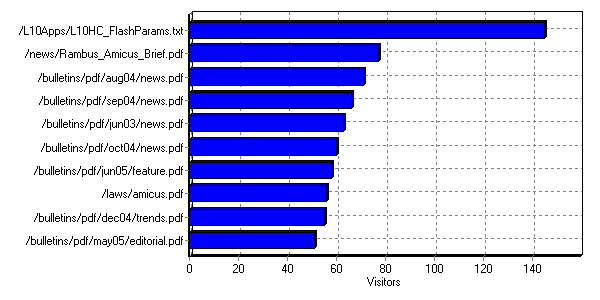 /L10Apps/L10HC_FlashParams.txt
/news/Rambus_Amicus_Brief.pdf
/bulletins/pdf/aug04/news.pdf
/bulletins/pdf/sep04/news.pdf
/bulletins/pdf/jun03/news.pdf
/bulletins/pdf/oct04/news.pdf
/bulletins/pdf/jun05/feature.pdf
/laws/amicus.pdf
/bulletins/pdf/dec04/trends.pdf
/bulletins/pdf/may05/editorial.pdf
0 20 40 60 80 100 120 140
Visitors